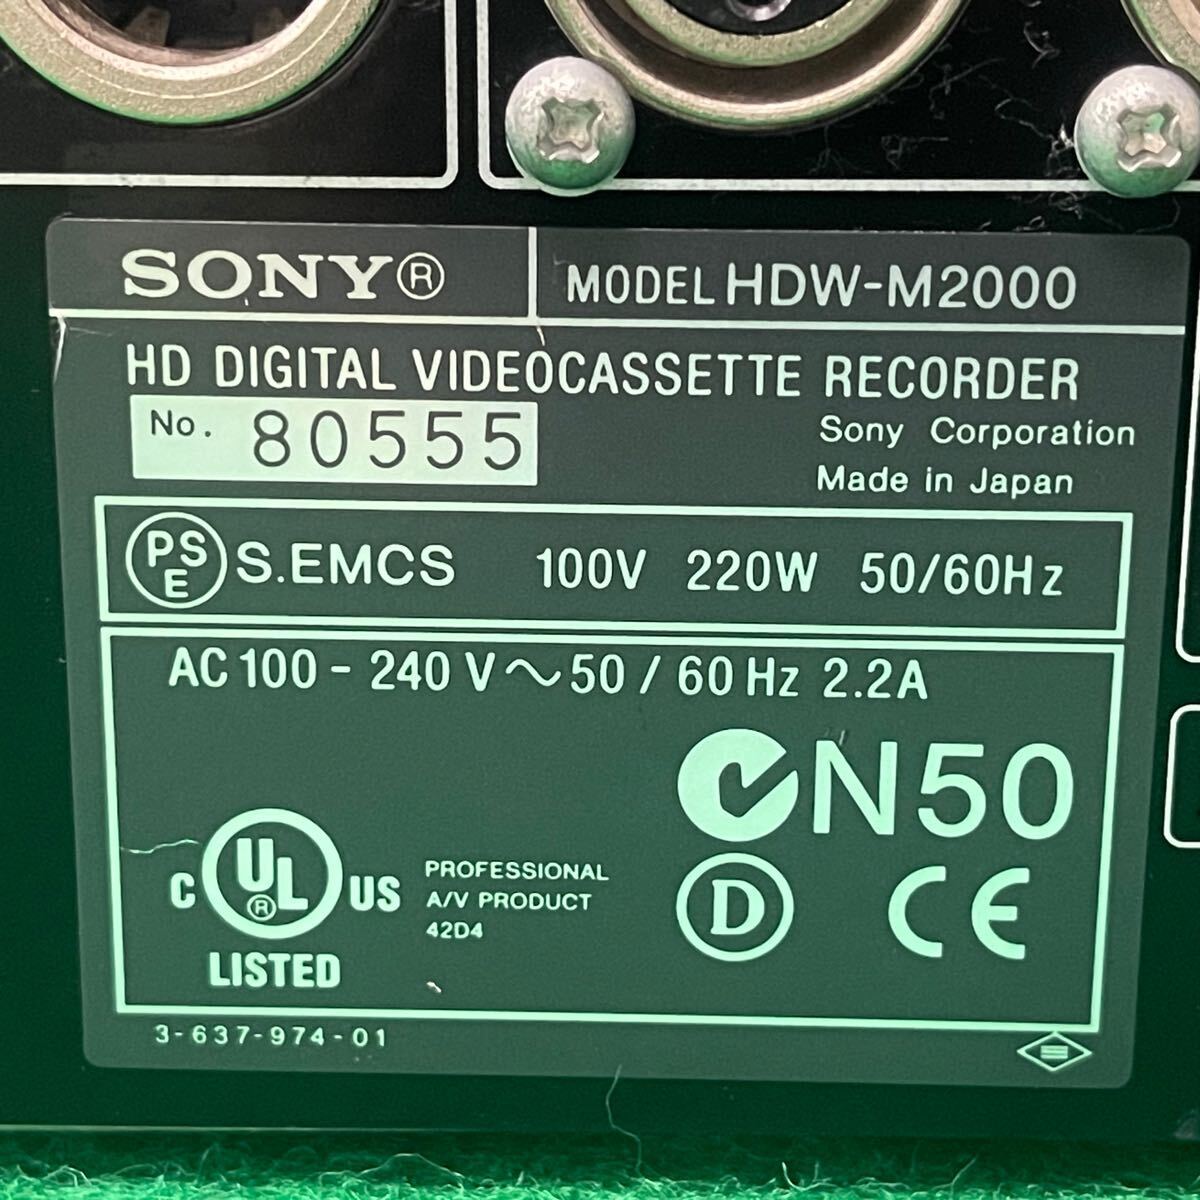 SONY®
MODEL HDW-M2000
HD DIGITAL VIDEOCASSETTE RECORDER
No. 80555
Sony Corporation
Made in Japan
PSE S.EMCS 100V 220W 50/60Hz
AC 100 - 240 V ~ 50 / 60 Hz 2.2A
N50
C UL® US
LISTED
PROFESSIONAL
A/V PRODUCT
42D4
D CE
3-637-974-01